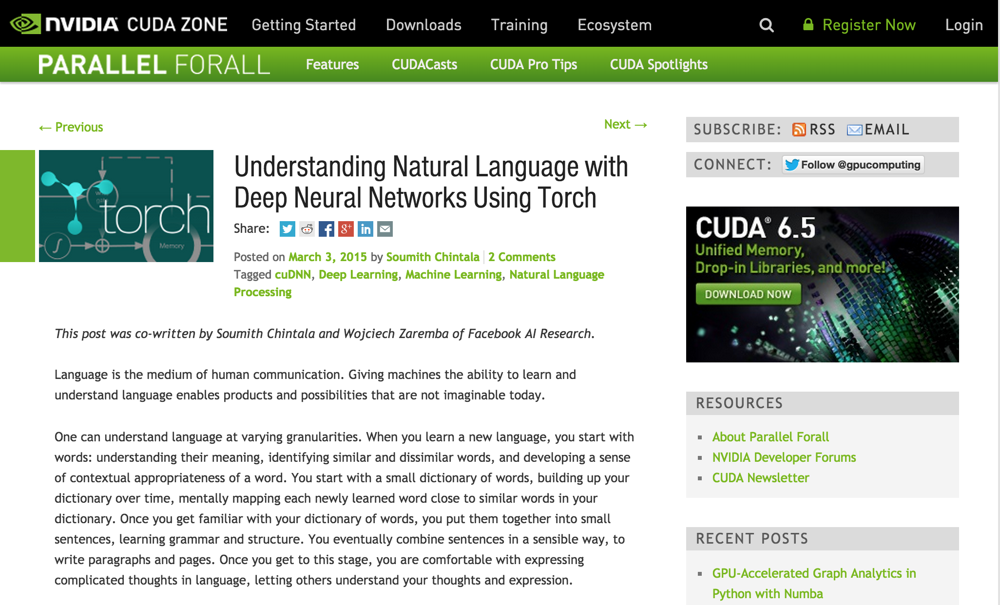 NVIDIA CUDA ZONE Getting Started Downloads Training Ecosystem Register Now Login
PARALLEL FORALL Features CUDACasts CUDA Pro Tips CUDA Spotlights
← Previous
Next →
torch
Memory
Understanding Natural Language with
Deep Neural Networks Using Torch
Share:
Posted on March 3, 2015 by Soumith Chintala | 2 Comments
Tagged cuDNN, Deep Learning, Machine Learning, Natural Language
Processing
This post was co-written by Soumith Chintala and Wojciech Zaremba of Facebook AI Research.
Language is the medium of human communication. Giving machines the ability to learn and
understand language enables products and possibilities that are not imaginable today.
One can understand language at varying granularities. When you learn a new language, you start with
words: understanding their meaning, identifying similar and dissimilar words, and developing a sense
of contextual appropriateness of a word. You start with a small dictionary of words, building up your
dictionary over time, mentally mapping each newly learned word close to similar words in your
dictionary. Once you get familiar with your dictionary of words, you put them together into small
sentences, learning grammar and structure. You eventually combine sentences in a sensible way, to
write paragraphs and pages. Once you get to this stage, you are comfortable with expressing
complicated thoughts in language, letting others understand your thoughts and expression.
SUBSCRIBE: RSS EMAIL
CONNECT: Follow @gpucomputing
CUDA® 6.5
Unified Memory,
Drop-in Libraries, and more!
DOWNLOAD NOW
RESOURCES
About Parallel Forall
NVIDIA Developer Forums
CUDA Newsletter
RECENT POSTS
GPU-Accelerated Graph Analytics in
Python with Numba